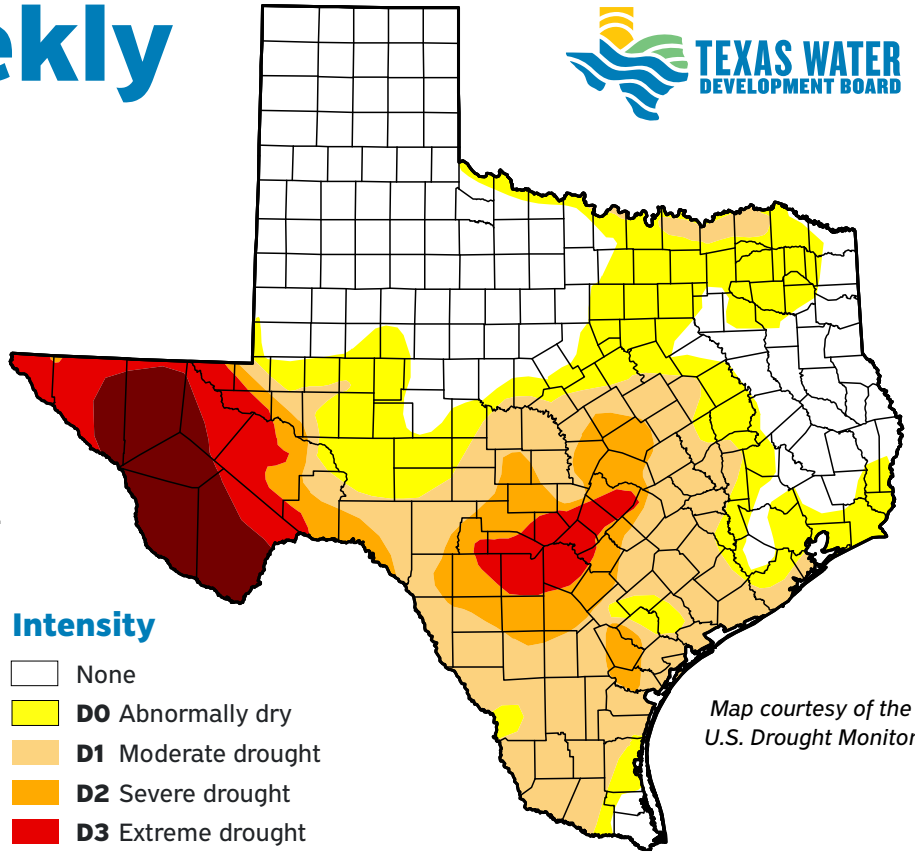 ekly
TEXAS WATER
DEVELOPMENT BOARD
Intensity
None
D0 Abnormally dry
D1 Moderate drought
D2 Severe drought
D3 Extreme drought
Map courtesy of the
U.S. Drought Monitor